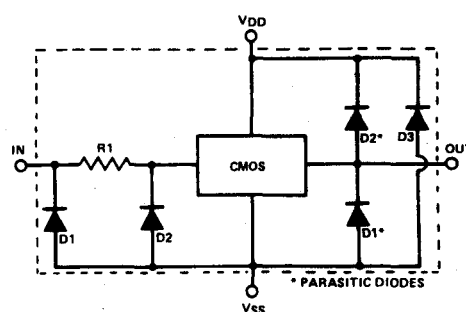 VDD
IN
R1
CMOS
D2*
D3
OUT
D1
D2
D1*
* PARASITIC DIODES
VSS